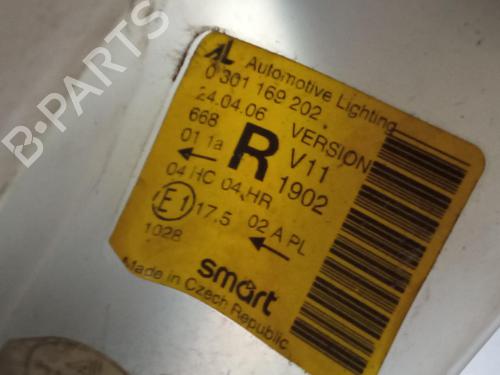 AL Automotive Lighting
0 301 169 202
24.04.06 VERSION
668 R V11
01 1a 1902
04 HC 04 HR
E1 17.5 02 A PL
1028
smart
Made in Czech Republic
B-PARTS